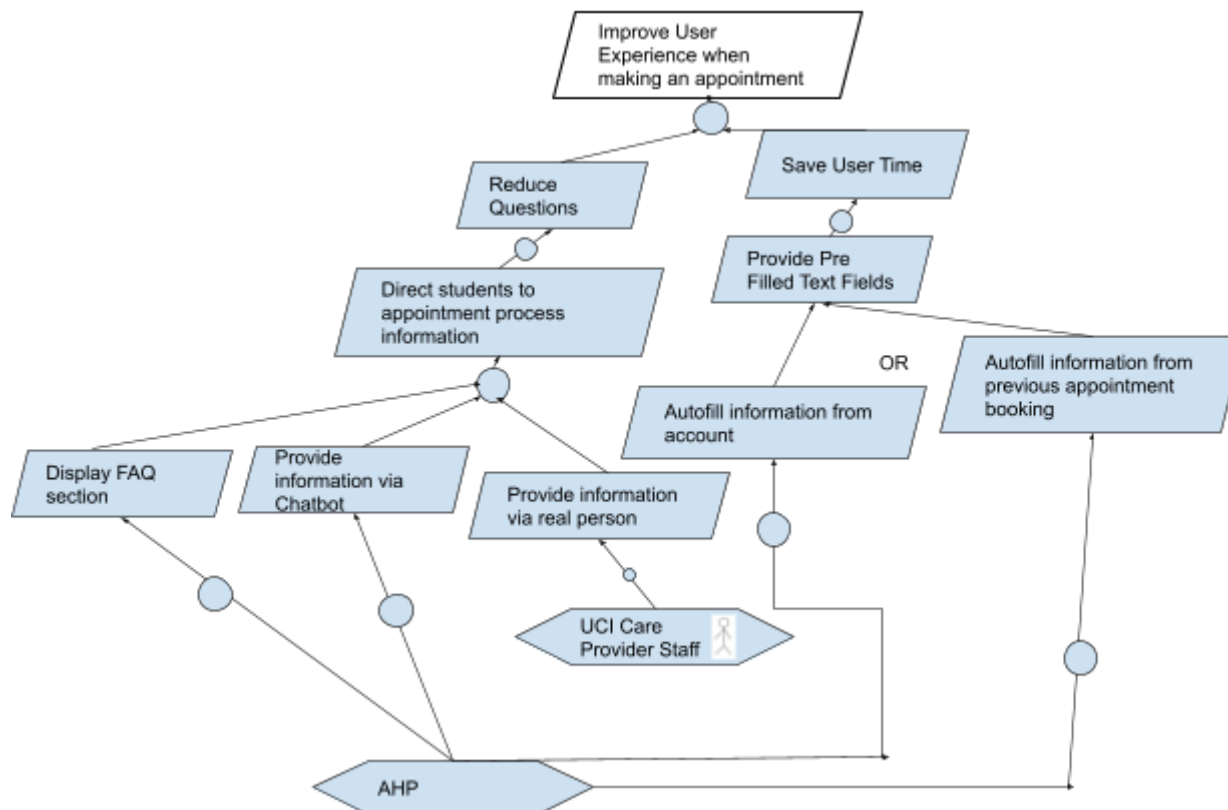 Improve User
Experience when
making an appointment
Save User Time
Reduce
Questions
Provide Pre
Filled Text Fields
Direct students to
appointment process
information
OR
Autofill information from
previous appointment
booking
Autofill information from
account
Display FAQ
section
Provide
information via
Chatbot
Provide information
via real person
UCI Care
Provider Staff
AHP